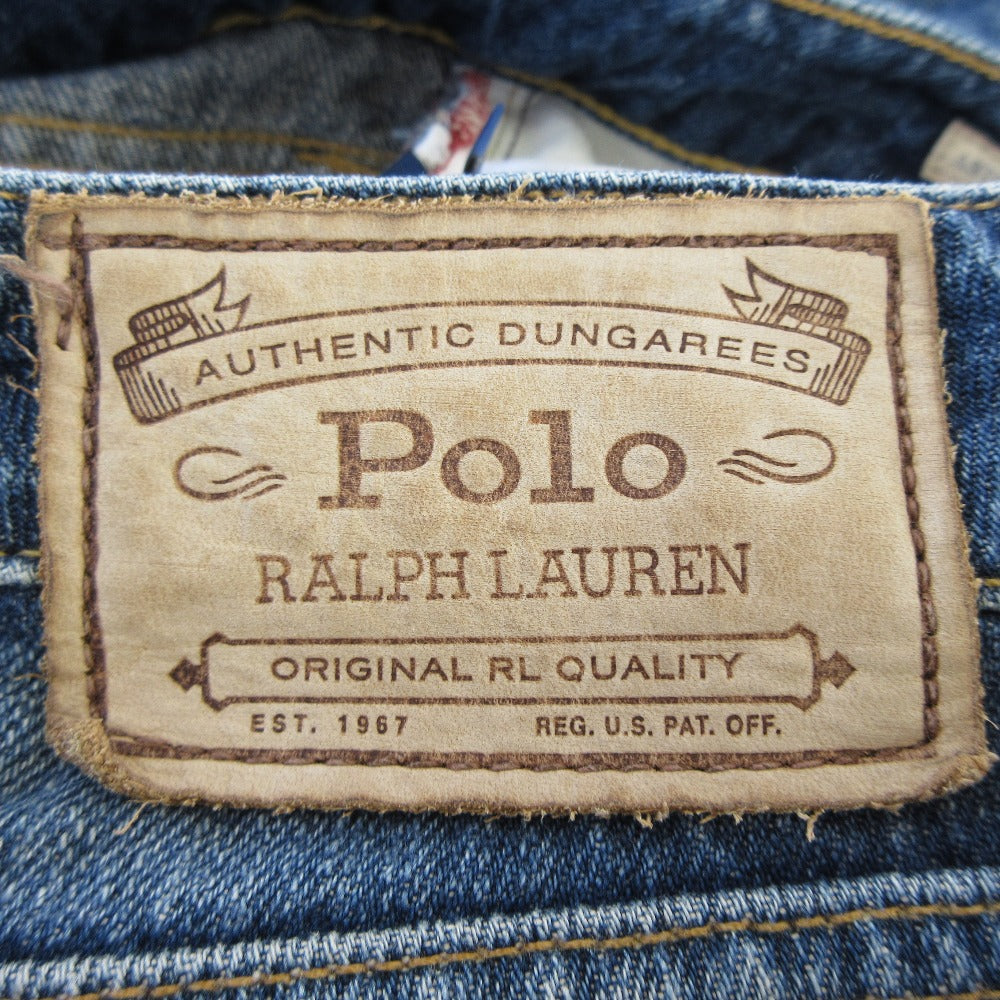 AUTHENTIC DUNGAREES
Polo
RALPH LAUREN
ORIGINAL RL QUALITY
EST. 1967 REG. U.S. PAT. OFF.